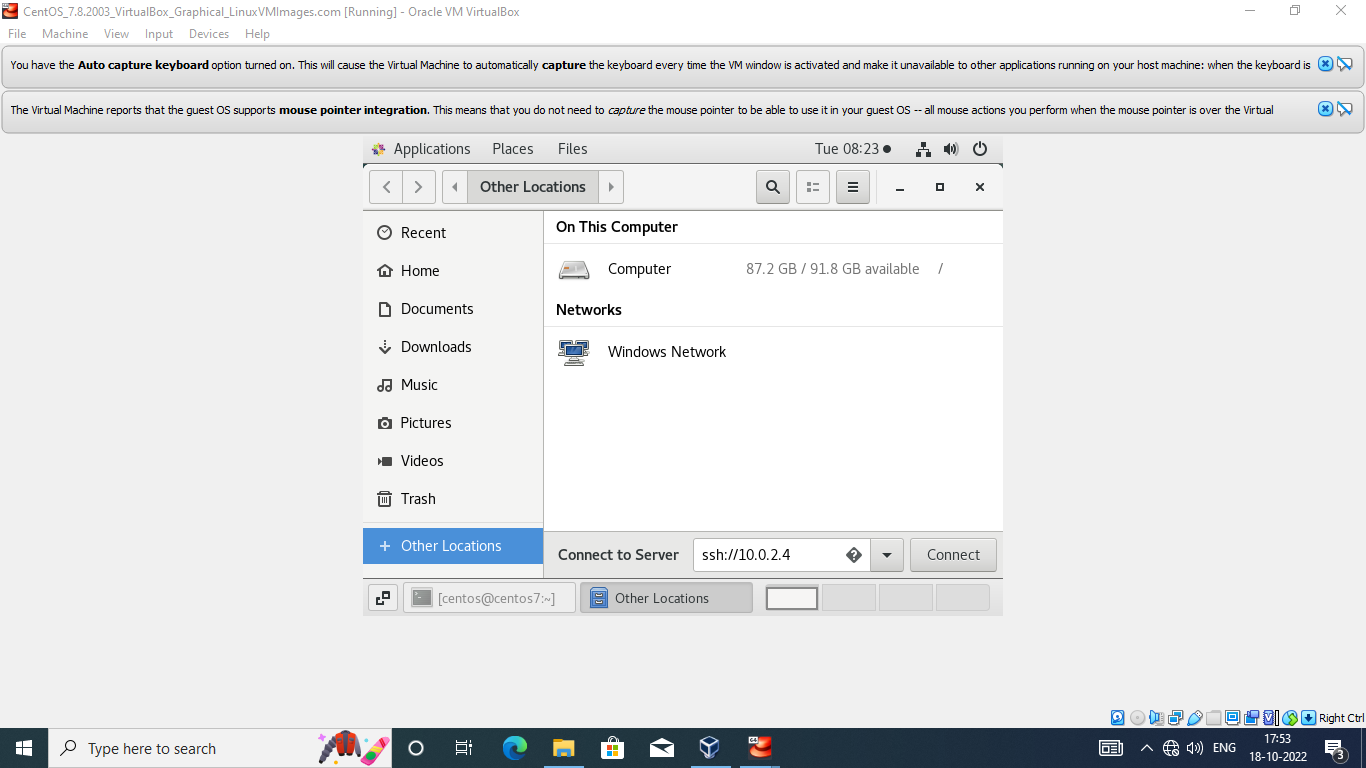 CentOS_7.8.2003_VirtualBox_Graphical_LinuxVMImages.com [Running] - Oracle VM VirtualBox
File Machine View Input Devices Help
You have the Auto capture keyboard option turned on. This will cause the Virtual Machine to automatically capture the keyboard every time the VM window is activated and make it unavailable to other applications running on your host machine: when the keyboard is
The Virtual Machine reports that the guest OS supports mouse pointer integration. This means that you do not need to capture the mouse pointer to be able to use it in your guest OS -- all mouse actions you perform when the mouse pointer is over the Virtual
Applications Places Files Tue 08:23
Other Locations
Recent
Home
Documents
Downloads
Music
Pictures
Videos
Trash
Other Locations
On This Computer
Computer 87.2 GB / 91.8 GB available /
Networks
Windows Network
Connect to Server ssh://10.0.2.4 Connect
[centos@centos7:~] Other Locations
Right Ctrl
Type here to search
ENG
17:53
18-10-2022
3